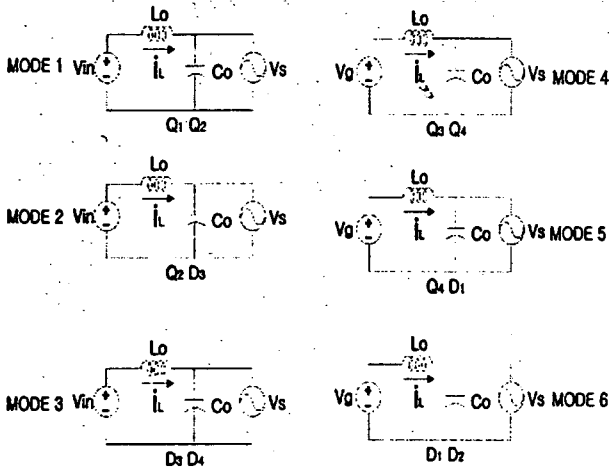 Lo
MODE 1 Vin iL Co Vs
Q1 Q2
Lo
Vg iL Co Vs MODE 4
Q3 Q4
Lo
MODE 2 Vin iL Co Vs
Q2 D3
Lo
Vg iL Co Vs MODE 5
Q4 D1
Lo
MODE 3 Vin iL Co Vs
D3 D4
Lo
Vg iL Co Vs MODE 6
D1 D2